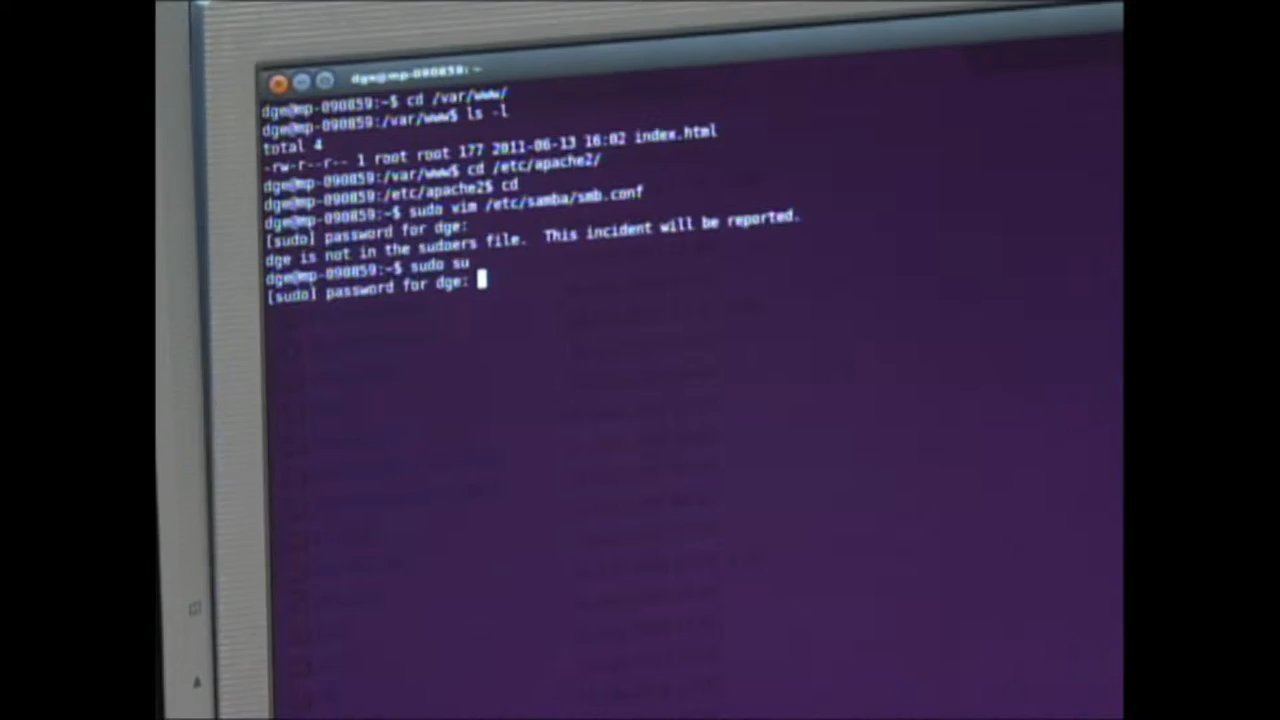 dge@mp-090859: ~
dge@mp-090859:~$ cd /var/www/
dge@mp-090859:/var/www$ ls -l
total 4
-rw-r--r-- 1 root root 177 2011-06-13 16:02 index.html
dge@mp-090859:/var/www$ cd /etc/apache2/
dge@mp-090859:/etc/apache2$ cd
dge@mp-090859:~$ sudo vim /etc/samba/smb.conf
[sudo] password for dge:
dge is not in the sudoers file.  This incident will be reported.
dge@mp-090859:~$ sudo su
[sudo] password for dge: